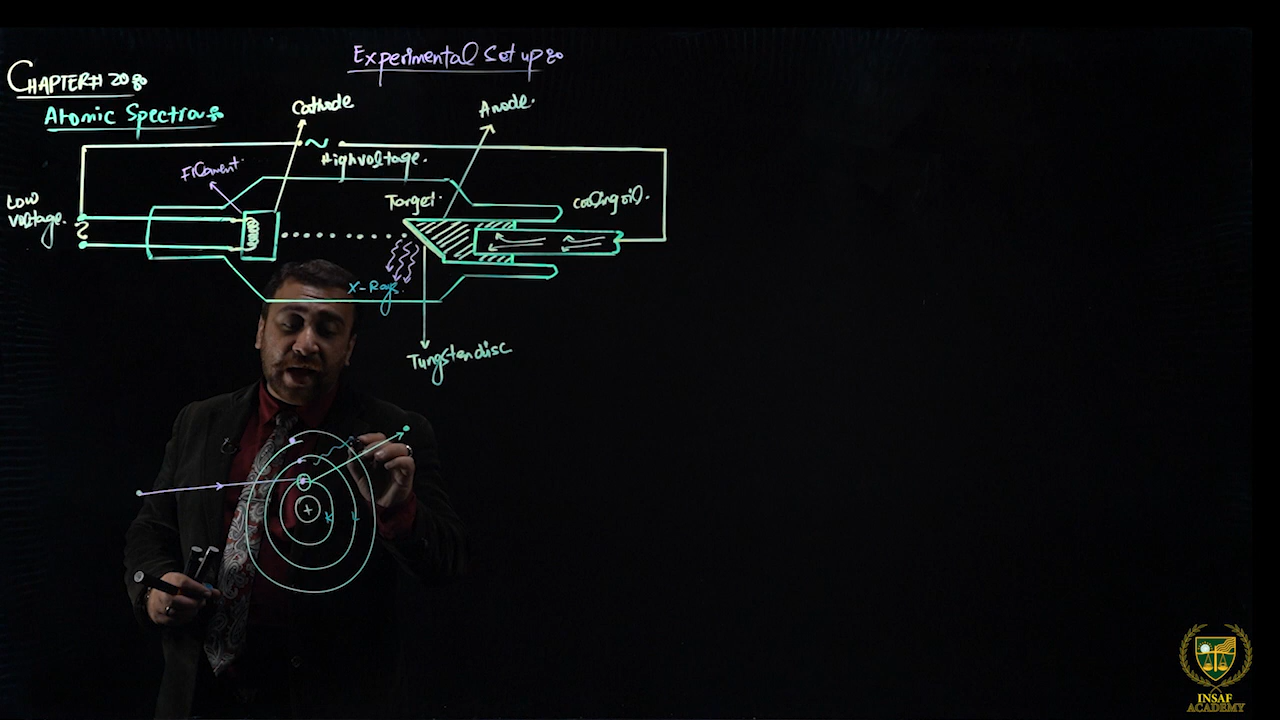 Experimental Set up
CHAPTER# 20
Atomic Spectra
Cathode
Anode.
High voltage.
Filament.
Low
voltage.
Target.
cooling oil.
X-Rays.
Tungsten disc
+
K
L
INSAF
ACADEMY